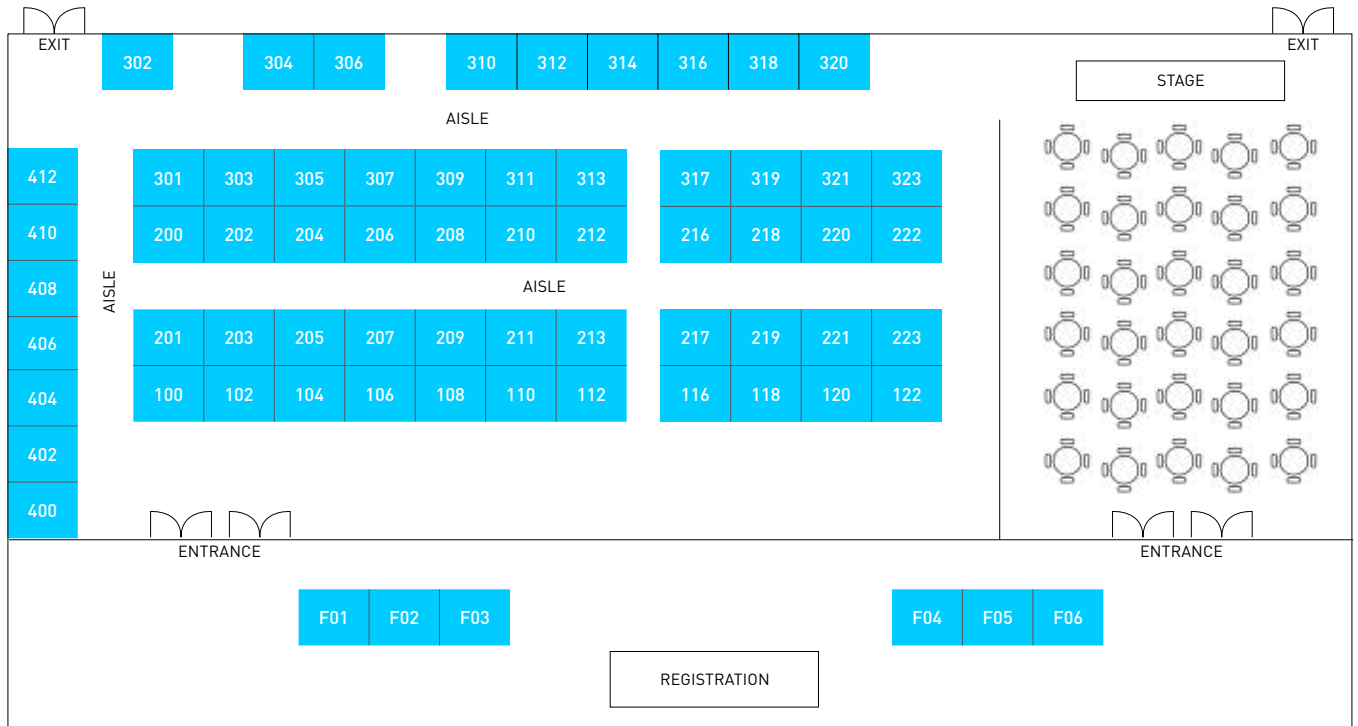 EXIT
EXIT
302 304 306 310 312 314 316 318 320
STAGE
AISLE
412
301 303 305 307 309 311 313 317 319 321 323
410
200 202 204 206 208 210 212 216 218 220 222
408
AISLE
AISLE
406
201 203 205 207 209 211 213 217 219 221 223
404
100 102 104 106 108 110 112 116 118 120 122
402
400
ENTRANCE
ENTRANCE
F01 F02 F03 F04 F05 F06
REGISTRATION